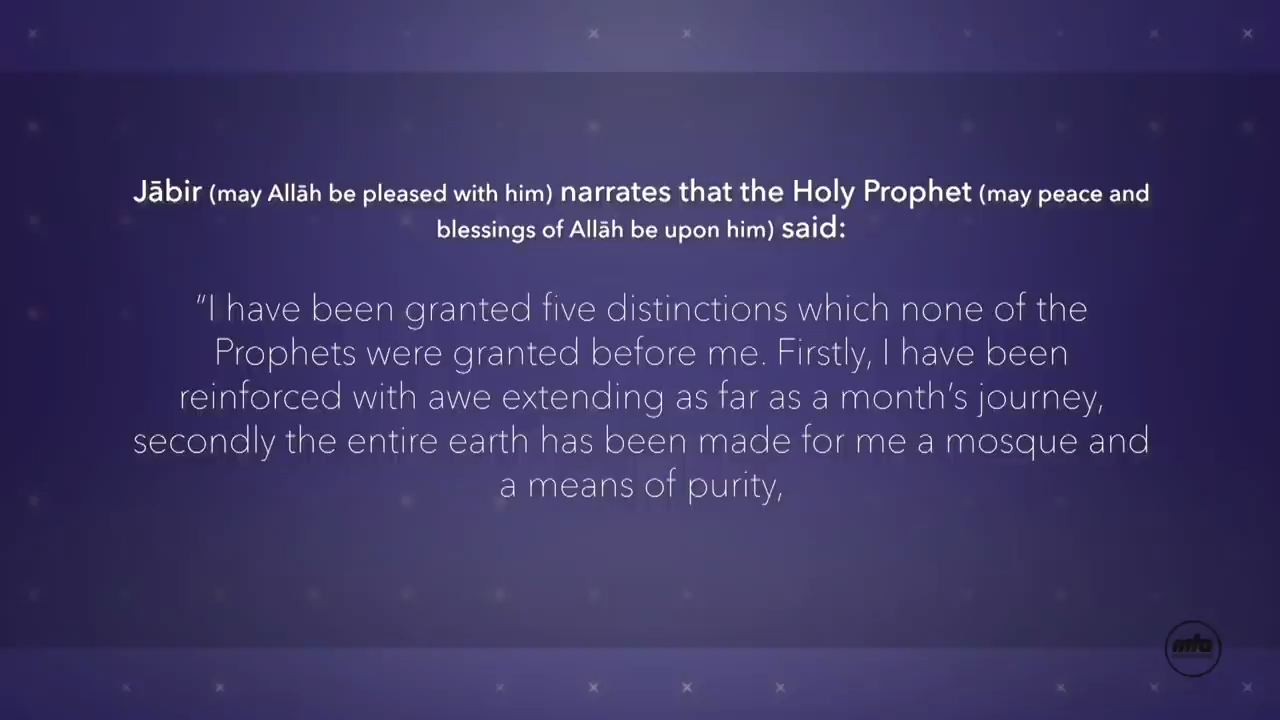 Jābir (may Allāh be pleased with him) narrates that the Holy Prophet (may peace and
blessings of Allāh be upon him) said:
“I have been granted five distinctions which none of the
Prophets were granted before me. Firstly, I have been
reinforced with awe extending as far as a month’s journey,
secondly the entire earth has been made for me a mosque and
a means of purity,